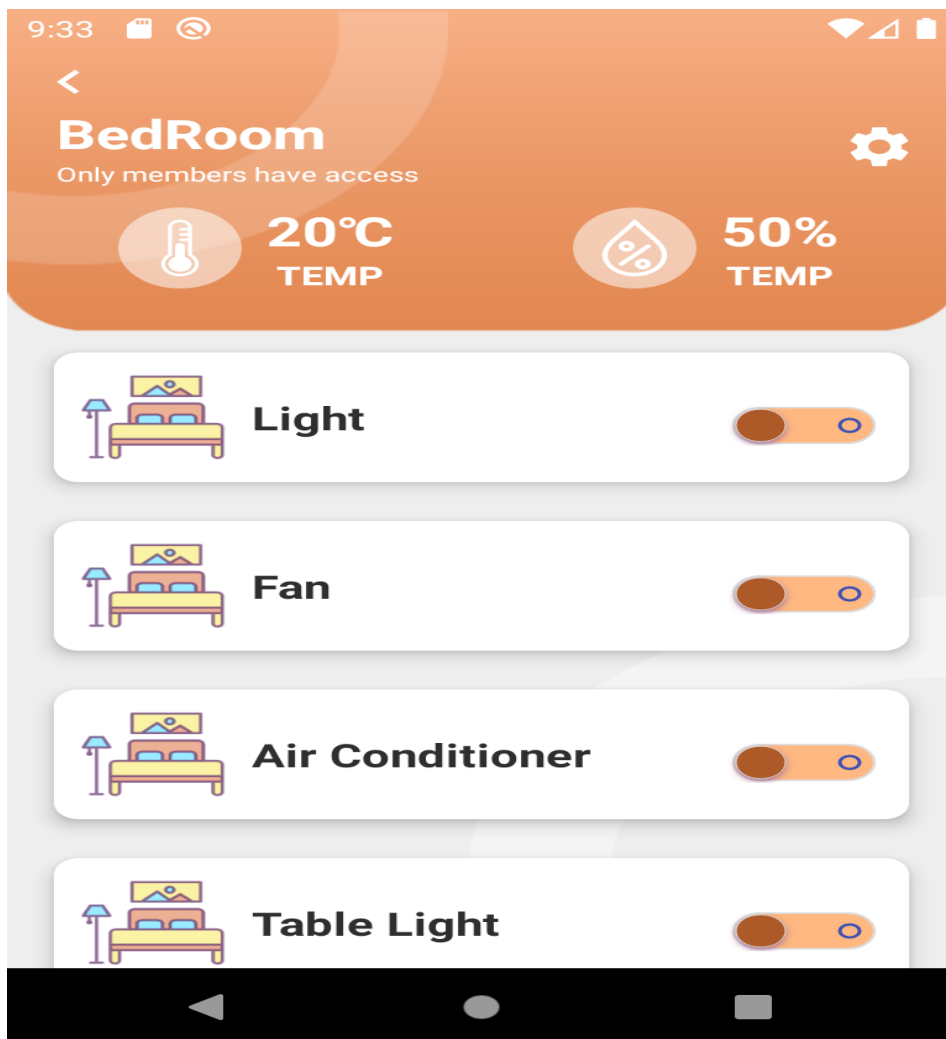 9:33
BedRoom
Only members have access
20°C
TEMP
50%
TEMP
Light
Fan
Air Conditioner
Table Light